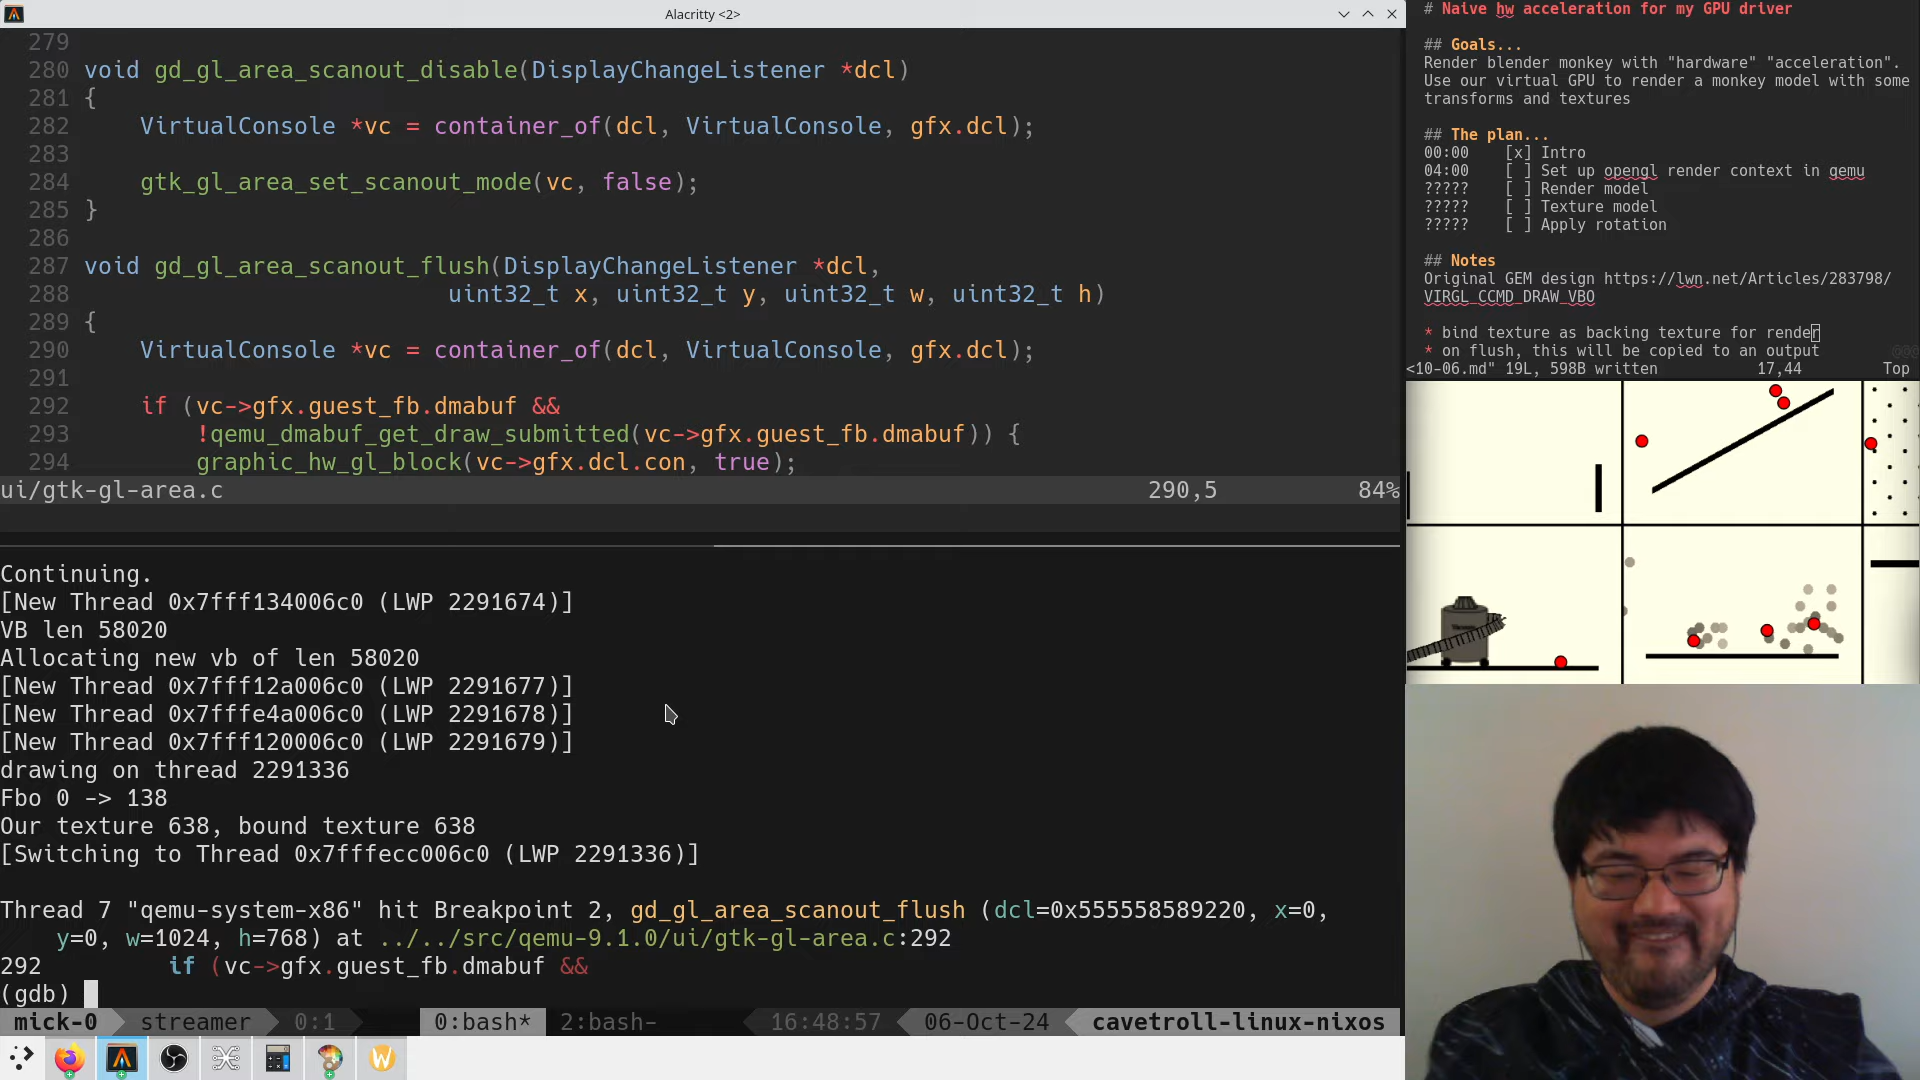 Alacritty <2>
279
280 void gd_gl_area_scanout_disable(DisplayChangeListener *dcl)
281 {
282     VirtualConsole *vc = container_of(dcl, VirtualConsole, gfx.dcl);
283
284     gtk_gl_area_set_scanout_mode(vc, false);
285 }
286
287 void gd_gl_area_scanout_flush(DisplayChangeListener *dcl,
288                           uint32_t x, uint32_t y, uint32_t w, uint32_t h)
289 {
290     VirtualConsole *vc = container_of(dcl, VirtualConsole, gfx.dcl);
291
292     if (vc->gfx.guest_fb.dmabuf &&
293         !qemu_dmabuf_get_draw_submitted(vc->gfx.guest_fb.dmabuf)) {
294         graphic_hw_gl_block(vc->gfx.dcl.con, true);
ui/gtk-gl-area.c 290,5 84%
Continuing.
[New Thread 0x7fff134006c0 (LWP 2291674)]
VB len 58020
Allocating new vb of len 58020
[New Thread 0x7fff12a006c0 (LWP 2291677)]
[New Thread 0x7fffe4a006c0 (LWP 2291678)]
[New Thread 0x7fff120006c0 (LWP 2291679)]
drawing on thread 2291336
Fbo 0 -> 138
Our texture 638, bound texture 638
[Switching to Thread 0x7fffecc006c0 (LWP 2291336)]
Thread 7 "qemu-system-x86" hit Breakpoint 2, gd_gl_area_scanout_flush (dcl=0x555558589220, x=0,
    y=0, w=1024, h=768) at ../../src/qemu-9.1.0/ui/gtk-gl-area.c:292
292         if (vc->gfx.guest_fb.dmabuf &&
(gdb)
mick-0 streamer 0:1 0:bash* 2:bash- 16:48:57 06-Oct-24 cavetroll-linux-nixos
# Naive hw acceleration for my GPU driver
## Goals...
Render blender monkey with "hardware" "acceleration".
Use our virtual GPU to render a monkey model with some
transforms and textures
## The plan...
00:00    [x] Intro
04:00    [ ] Set up opengl render context in qemu
?????    [ ] Render model
?????    [ ] Texture model
?????    [ ] Apply rotation
## Notes
Original GEM design https://lwn.net/Articles/283798/
VIRGL_CCMD_DRAW_VBO
* bind texture as backing texture for render
* on flush, this will be copied to an output @@@
<10-06.md" 19L, 598B written 17,44 Top